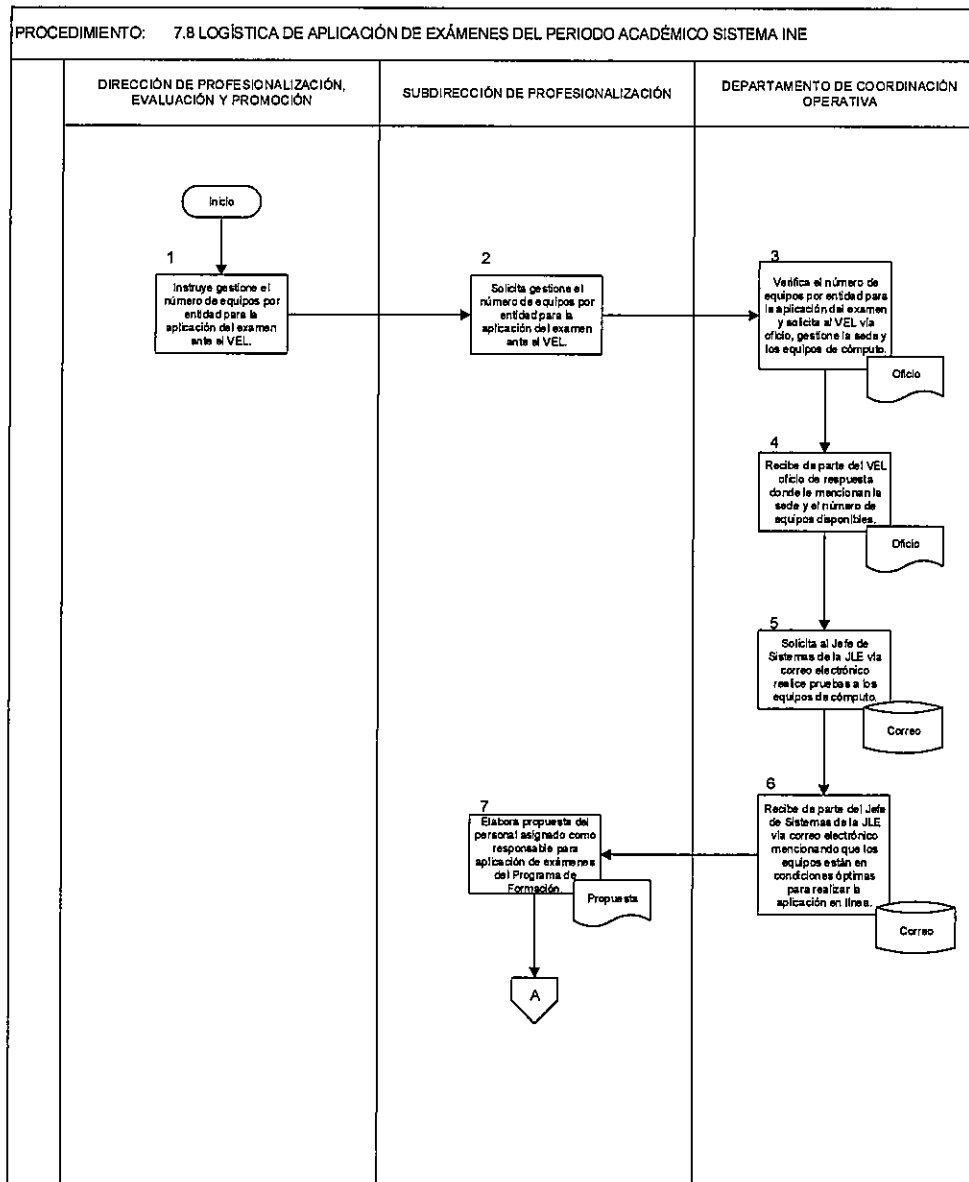 PROCEDIMIENTO: 7.8 LOGÍSTICA DE APLICACIÓN DE EXÁMENES DEL PERIODO ACADÉMICO SISTEMA INE
DIRECCIÓN DE PROFESIONALIZACIÓN,
EVALUACIÓN Y PROMOCIÓN
SUBDIRECCIÓN DE PROFESIONALIZACIÓN
DEPARTAMENTO DE COORDINACIÓN
OPERATIVA
Inicio
1
Instruye gestione el
número de equipos por
entidad para la
aplicación del examen
ante el VEL.
2
Solicita gestione el
número de equipos por
entidad para la
aplicación del examen
ante el VEL.
3
Verifica el número de
equipos por entidad para
la aplicación del examen
y solicita al VEL vía
oficio, gestione la sede y
los equipos de cómputo.
Oficio
4
Recibe de parte del VEL
oficio de respuesta
donde le mencionan la
sede y el número de
equipos disponibles.
Oficio
5
Solicita al Jefe de
Sistemas de la JLE vía
correo electrónico
realice pruebas a los
equipos de cómputo.
Correo
6
Recibe de parte del Jefe
de Sistemas de la JLE
vía correo electrónico
mencionando que los
equipos están en
condiciones óptimas
para realizar la
aplicación en línea.
Correo
7
Elabora propuesta del
personal asignado como
responsable para
aplicación de exámenes
del Programa de
Formación.
Propuesta
A